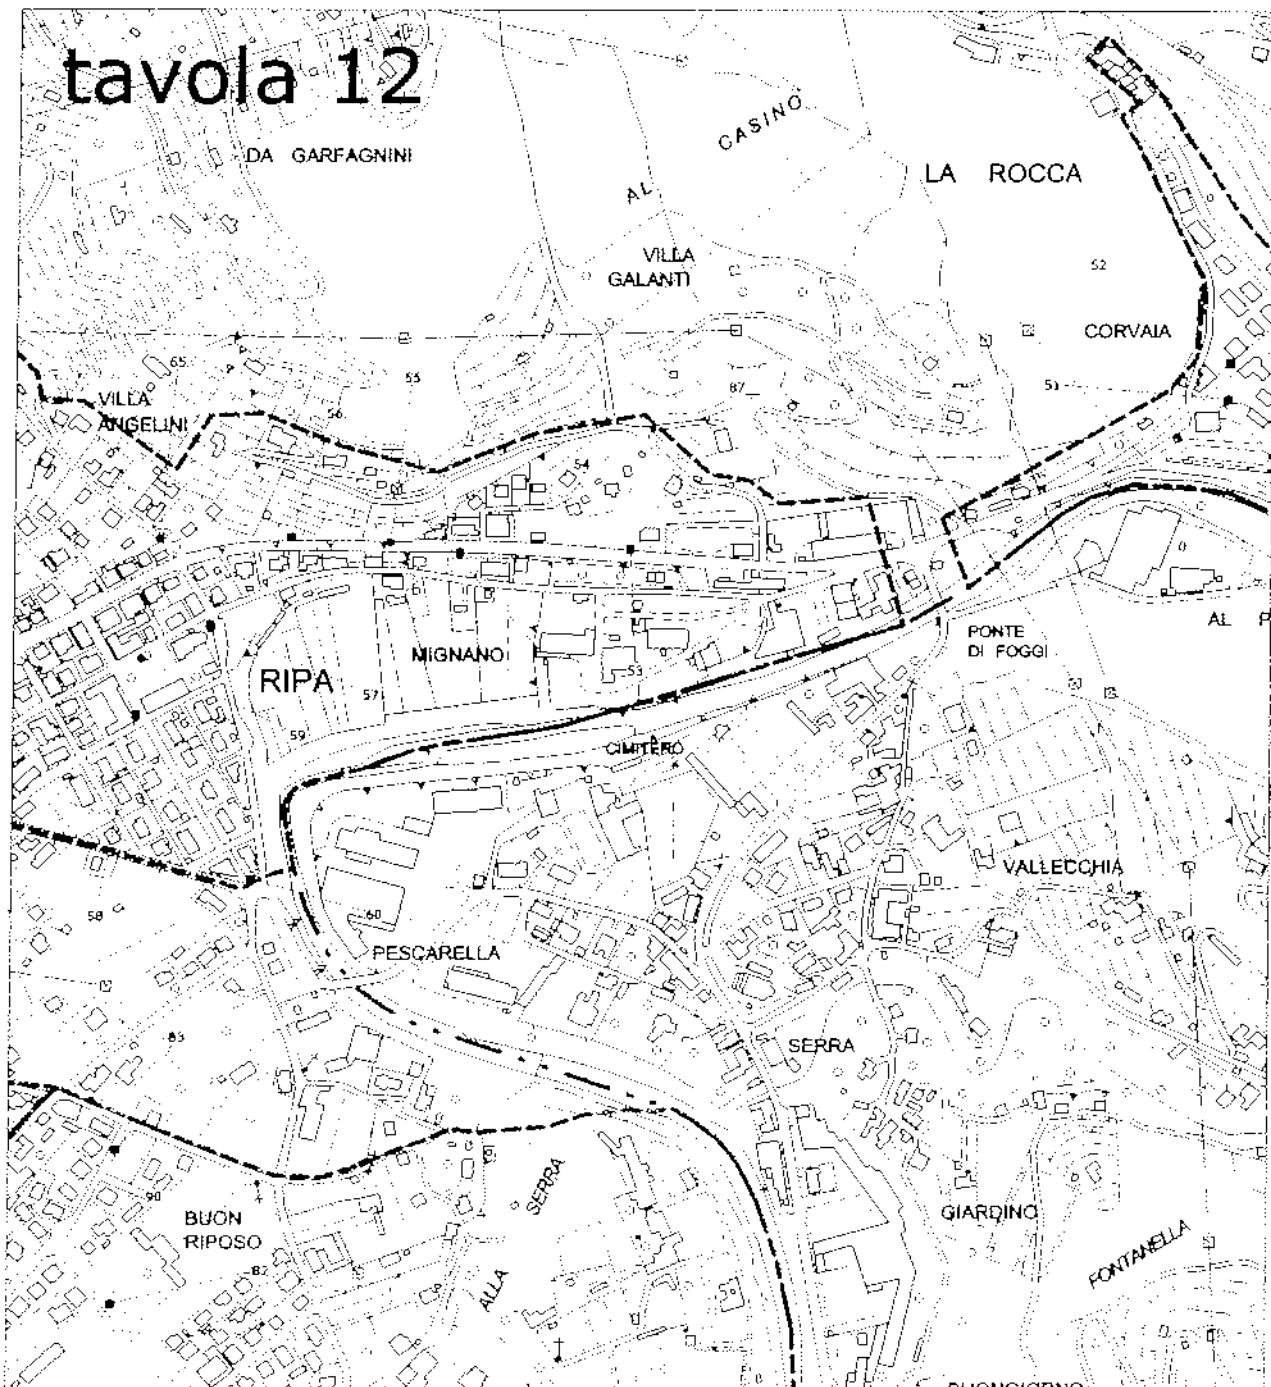 tavola 12
DA GARFAGNINI
CASINO
AL
LA ROCCA
VILLA
GALANTI
52
CORVAIA
65
55
87
51
VILLA
ANGELINI
56
54
MIGNANO
RIPA
57
53
59
PONTE
DI FOGGI
AL P
CIMITERO
VALLECCHIA
58
60
PESCARELLA
83
SERRA
90
BUON
RIPOSO
82
SERRA
ALLA
GIARDINO
FONTANELLA